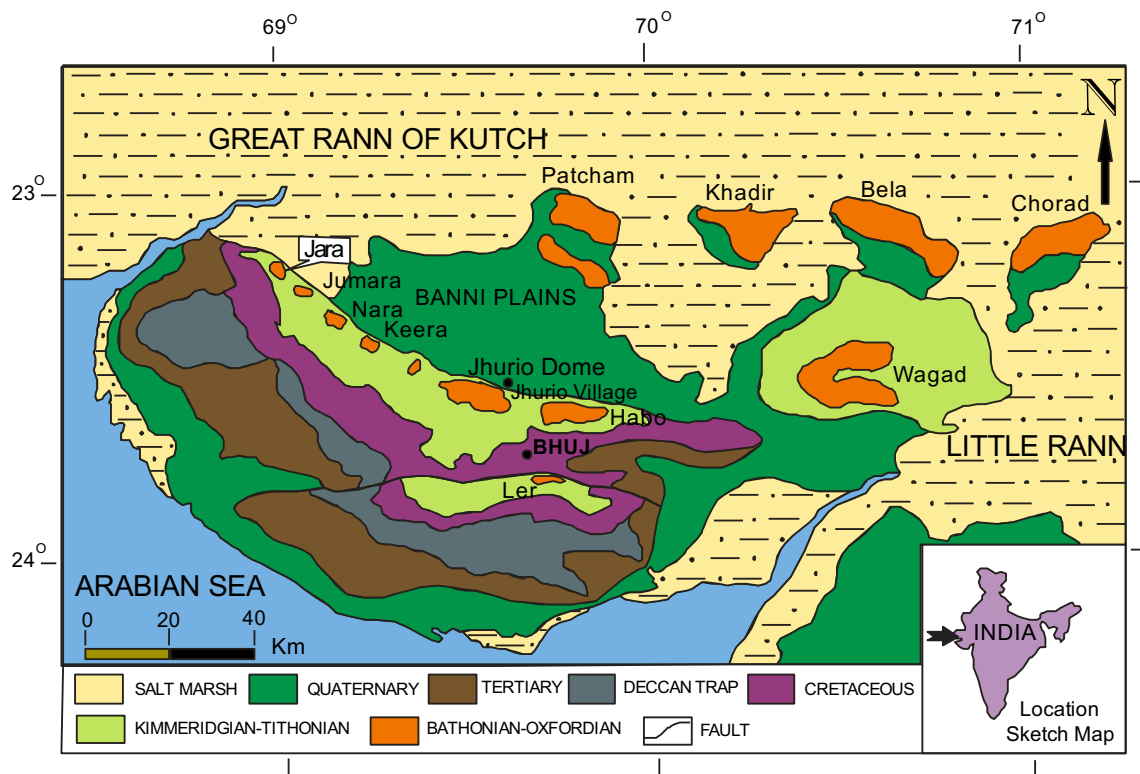 69°
70°
71°
N
GREAT RANN OF KUTCH
23°
Patcham
Khadir
Bela
Chorad
Jara
Jumara
BANNI PLAINS
Nara
Keera
Jhurio Dome
Jhurio Village
Wagad
Habo
BHUJ
LITTLE RANN
Ler
24°
ARABIAN SEA
0 20 40
Km
INDIA
Location
Sketch Map
SALT MARSH
QUATERNARY
TERTIARY
DECCAN TRAP
CRETACEOUS
KIMMERIDGIAN-TITHONIAN
BATHONIAN-OXFORDIAN
FAULT